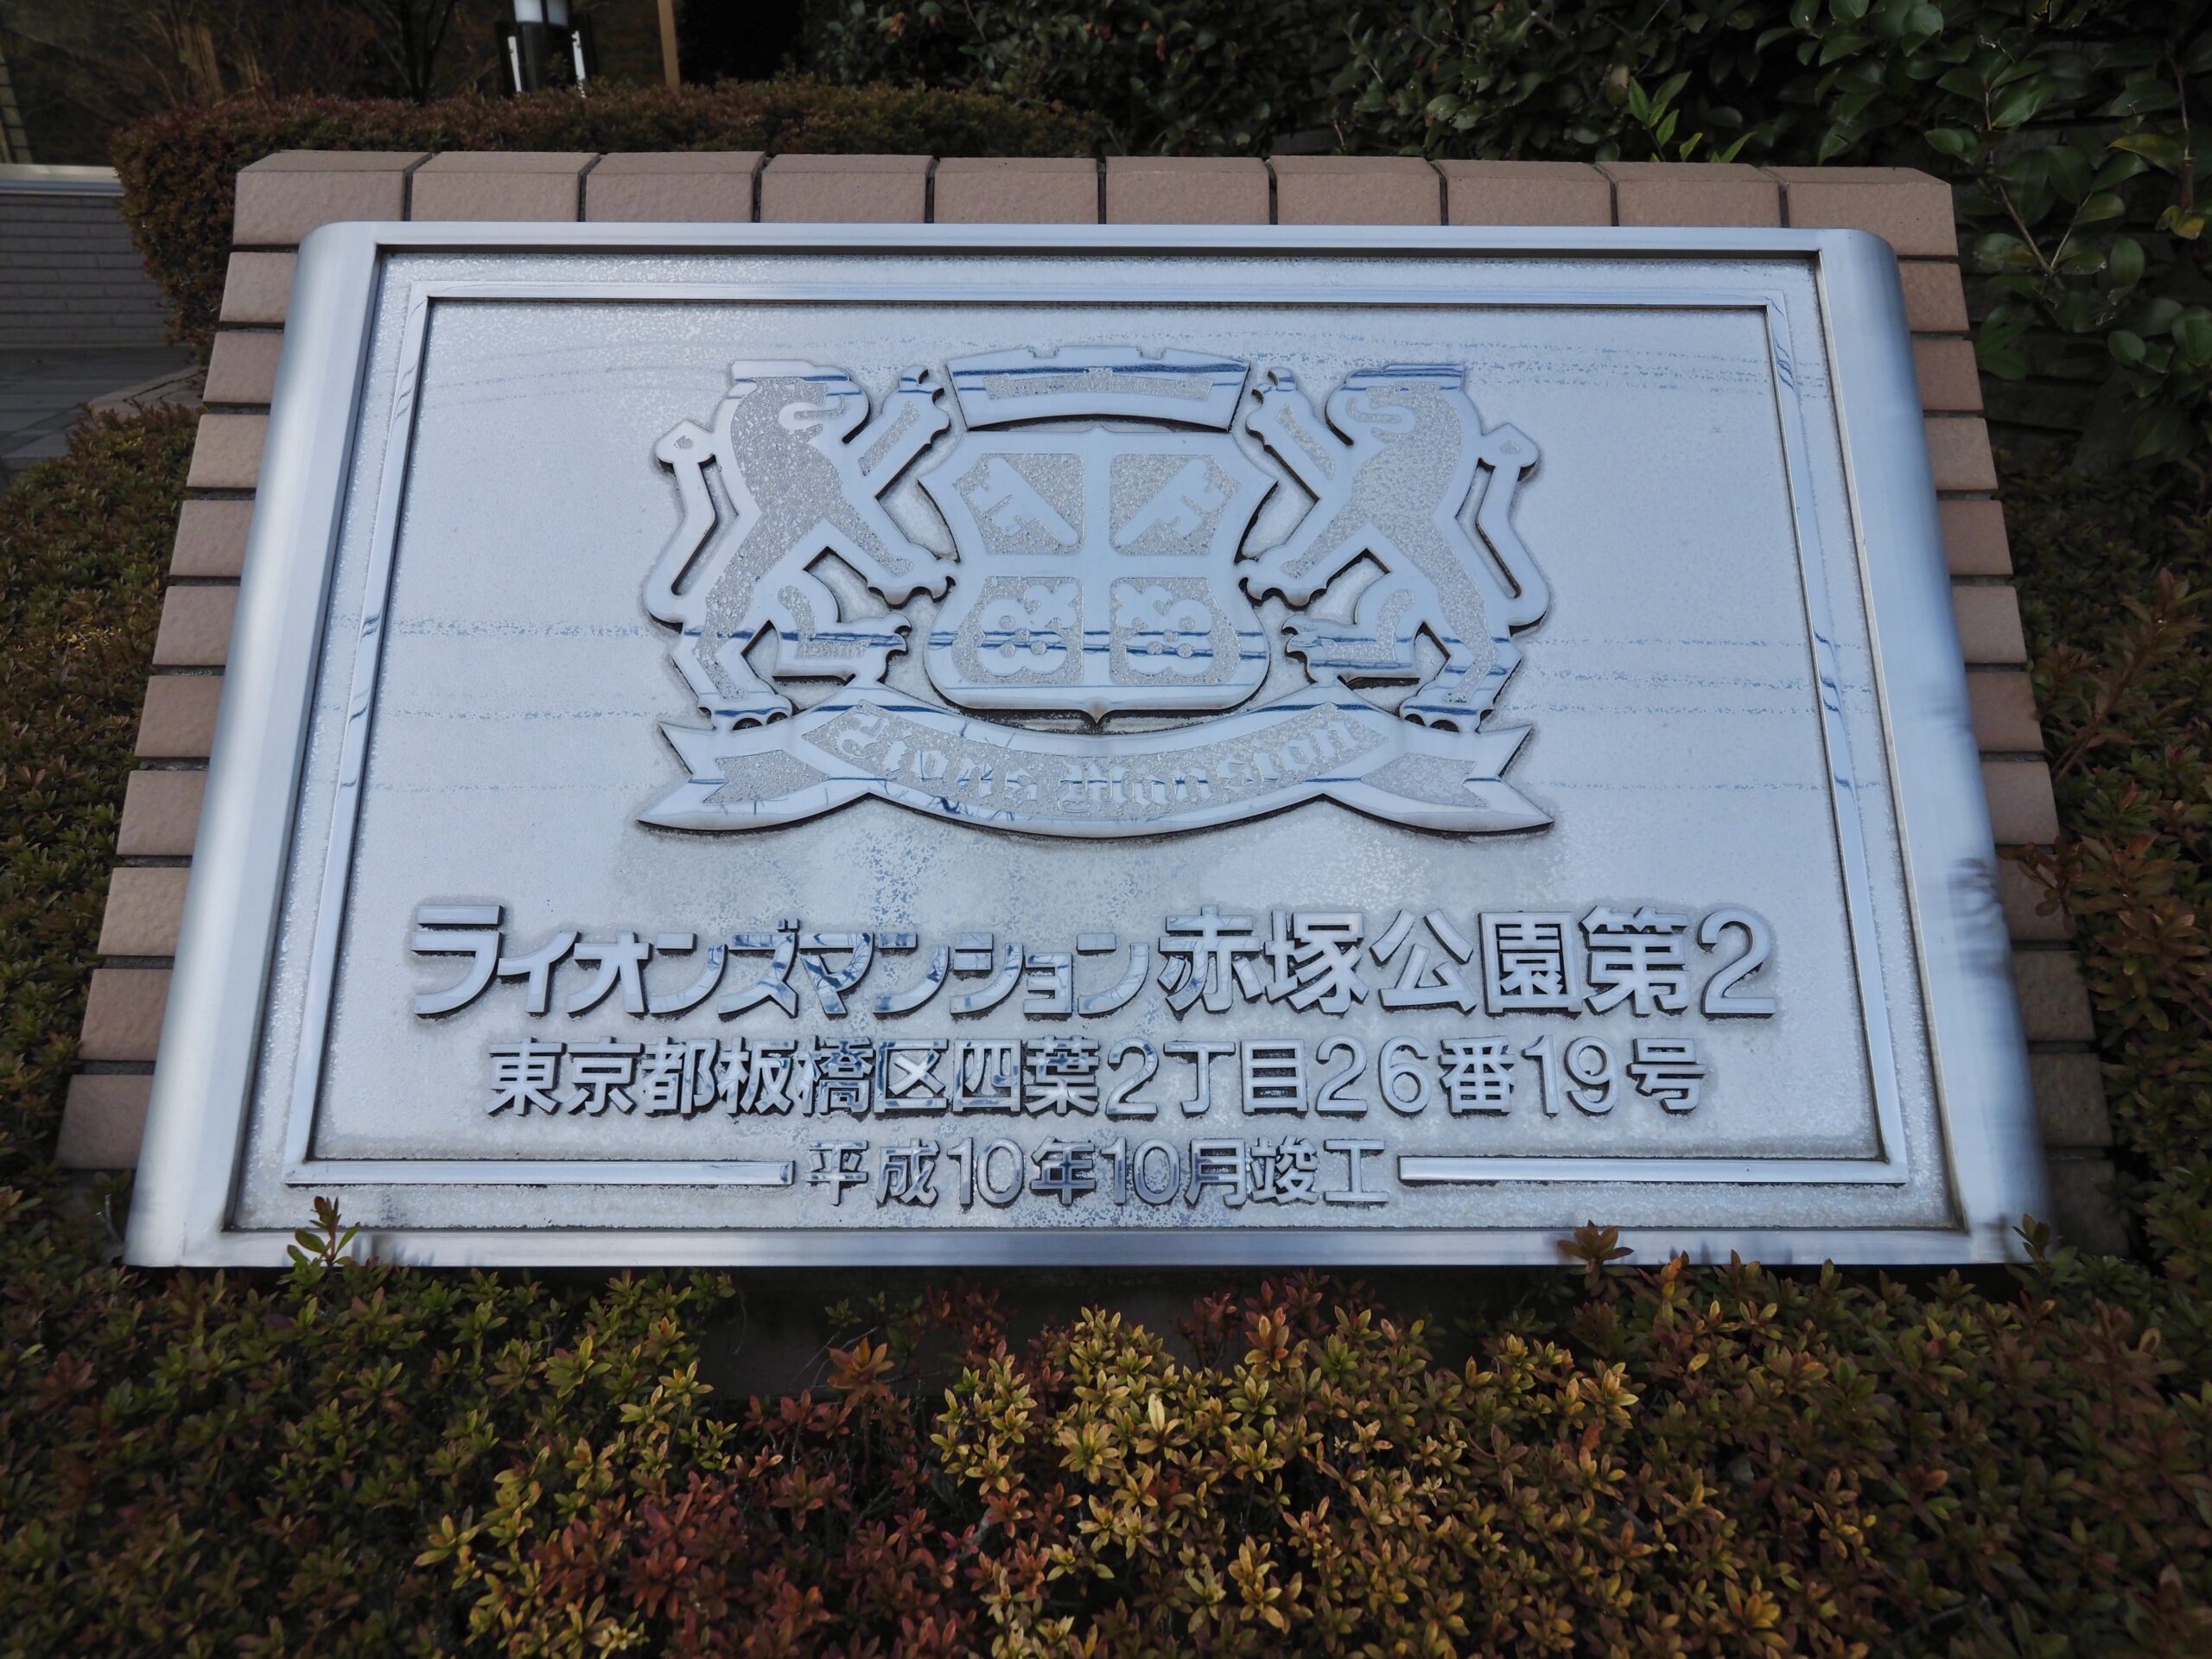 Lions Mansion
ライオンズマンション赤塚公園第2
東京都板橋区四葉2丁目26番19号
平成10年10月竣工